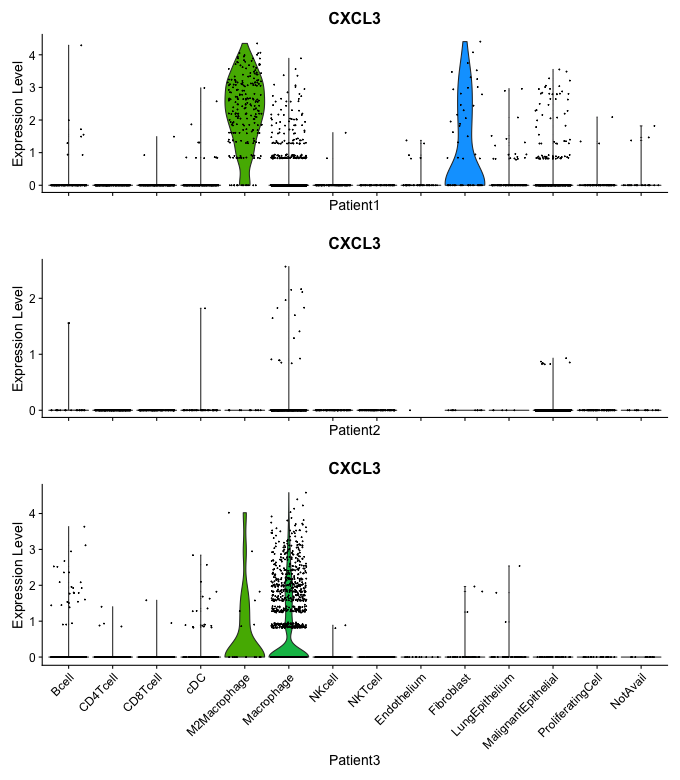 CXCL3
Expression Level
4
3
2
1
0
Patient1
CXCL3
Expression Level
2
1
0
Patient2
CXCL3
Expression Level
4
3
2
1
0
Bcell
CD4Tcell
CD8Tcell
cDC
M2Macrophage
Macrophage
NKcell
NKTcell
Endothelium
Fibroblast
LungEpithelium
MalignantEpithelial
ProliferatingCell
NotAvail
Patient3